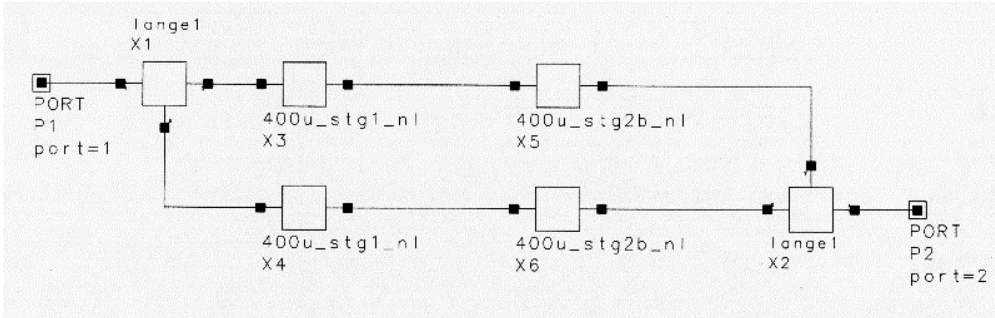 lange1
X1
PORT
P1
port=1
400u_stg1_nl
X3
400u_stg2b_nl
X5
400u_stg1_nl
X4
400u_stg2b_nl
X6
lange1
X2
PORT
P2
port=2